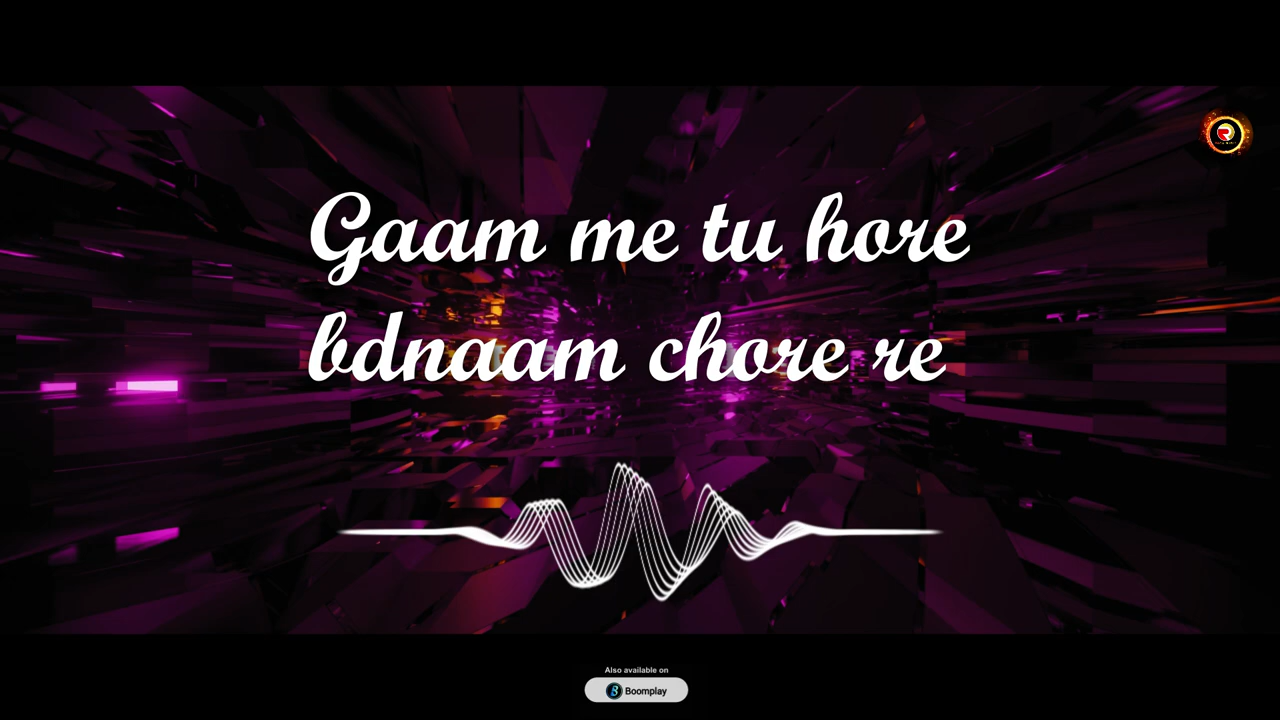 Gaam me tu hore
bdnaam chore re
Also available on
Boomplay